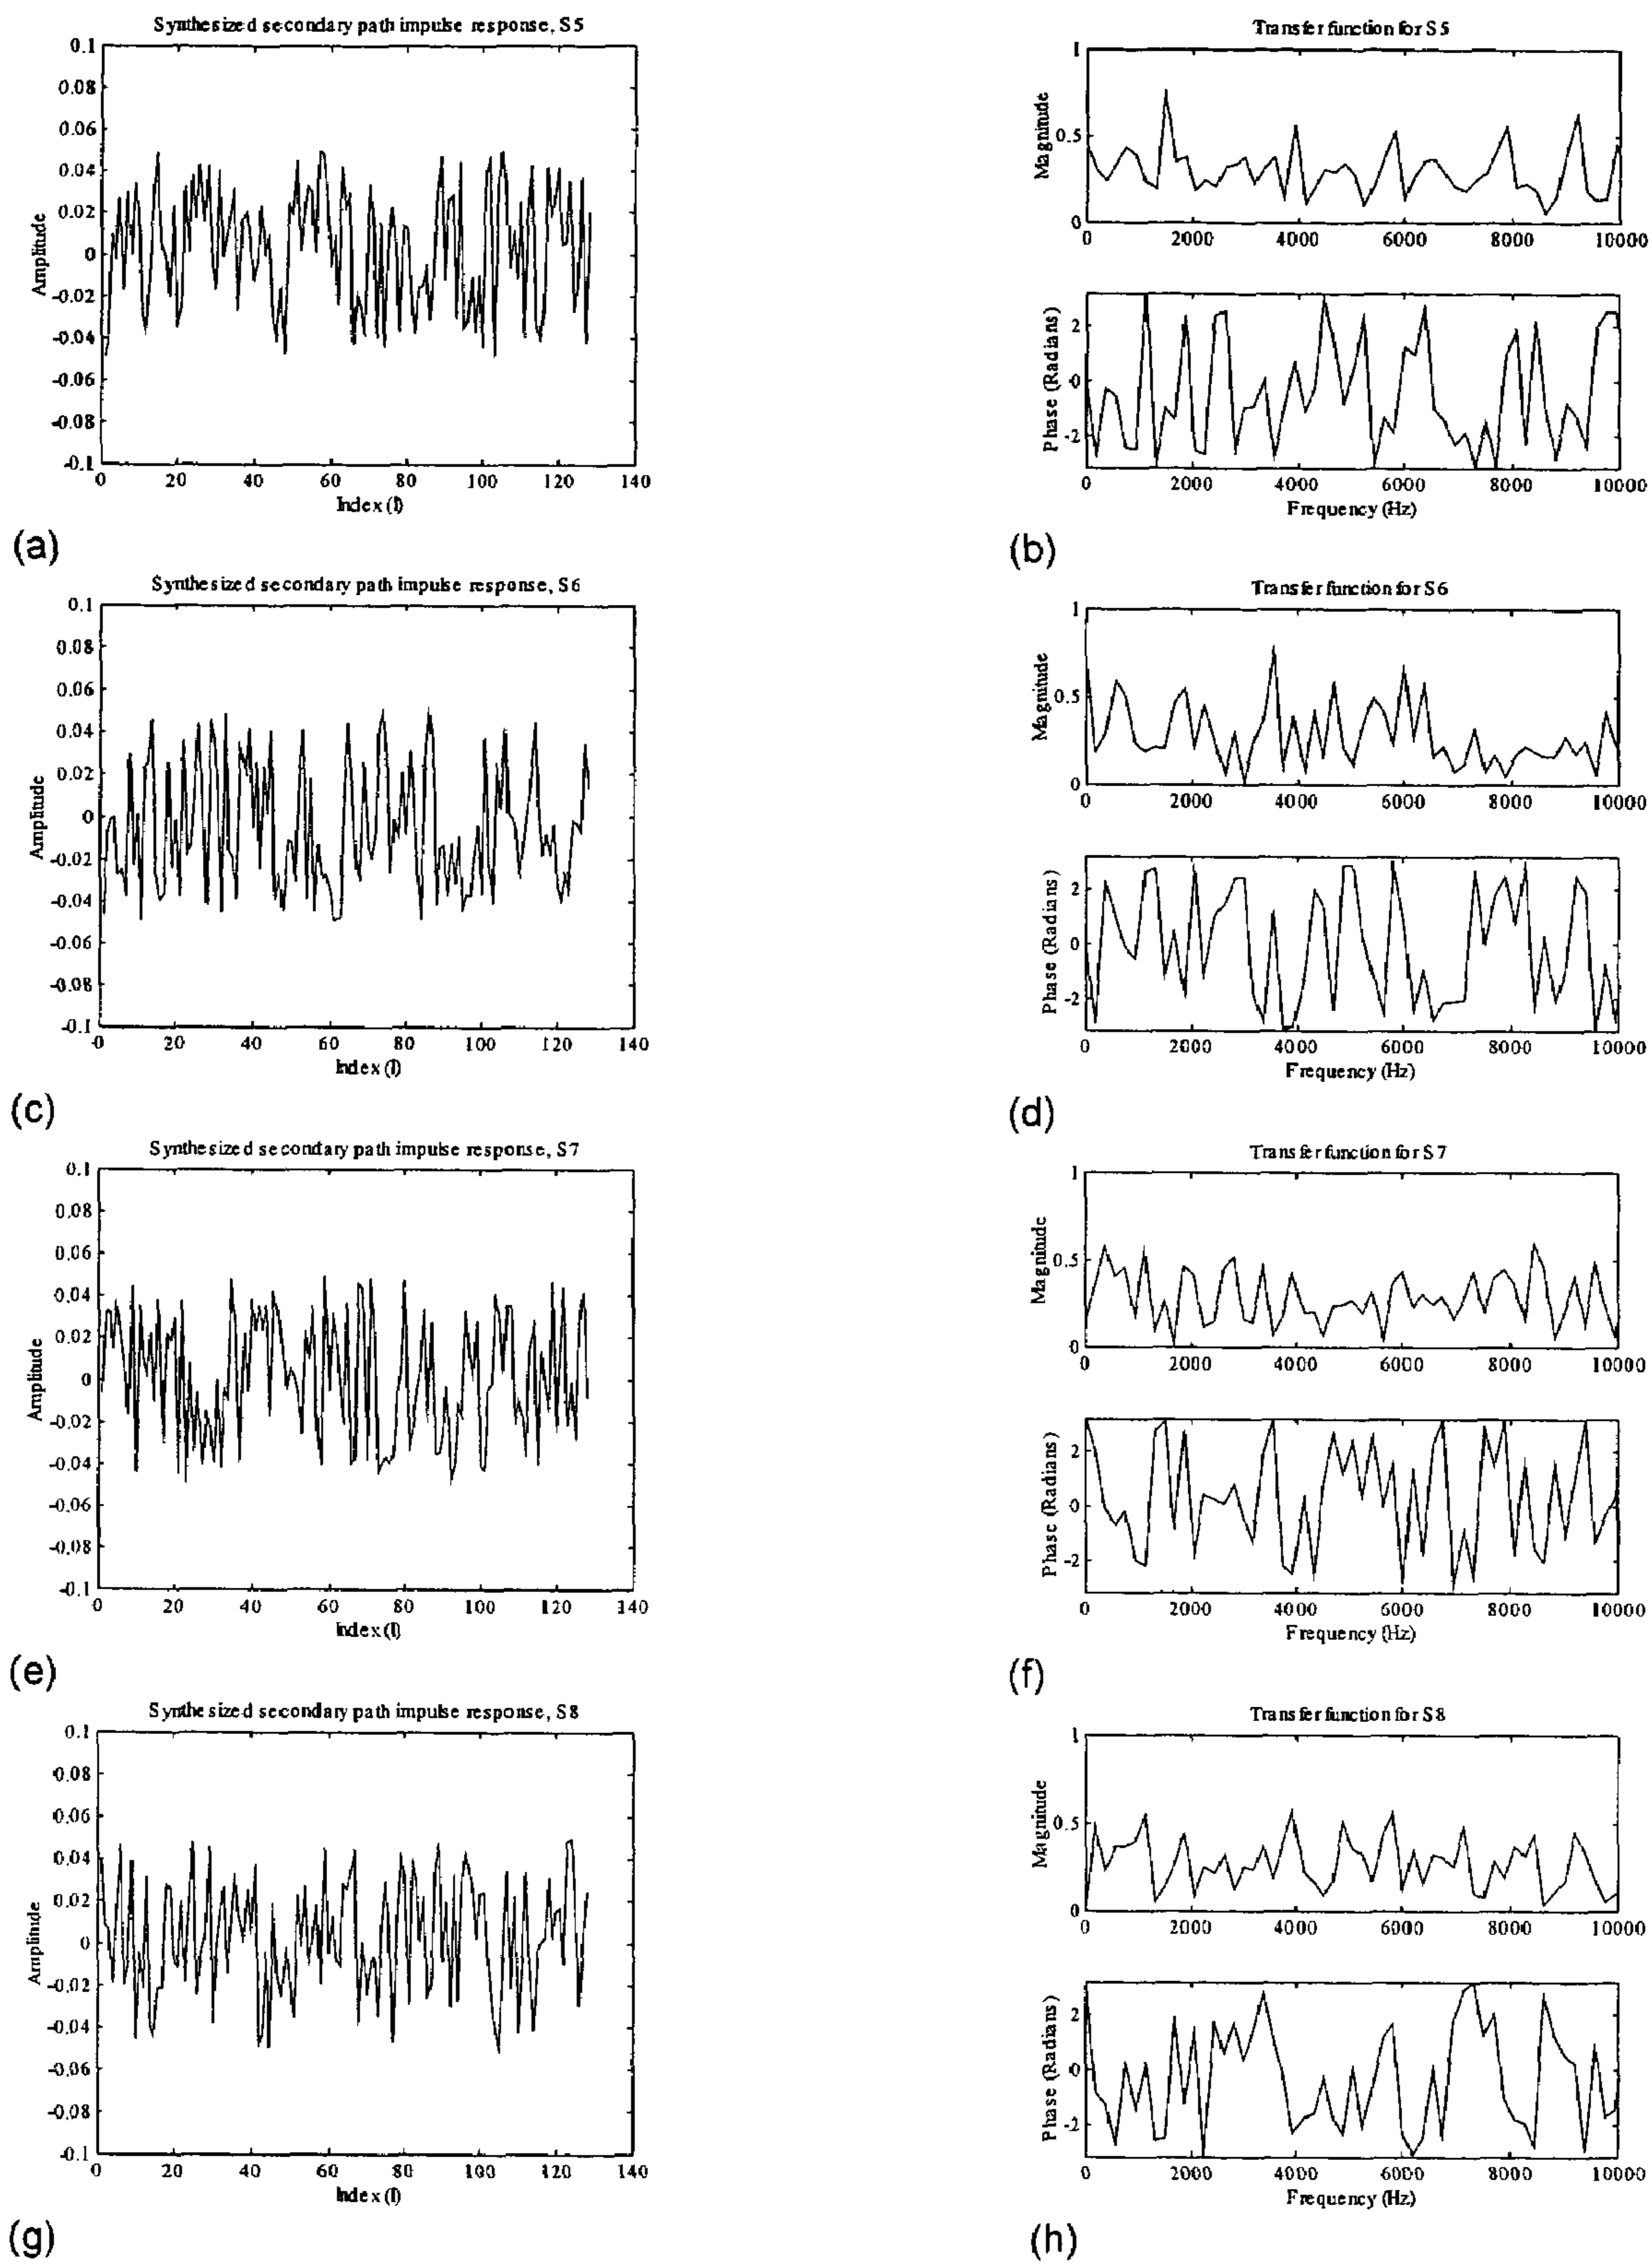 Synthesized secondary path impulse response, S5
0.1
0.08
0.06
0.04
0.02
0
-0.02
-0.04
-0.06
-0.08
-0.1
Amplitude
0 20 40 60 80 100 120 140
Index (l)
(a)
Transfer function for S5
1
0.5
0
Magnitude
0 2000 4000 6000 8000 10000
2
0
-2
Phase (Radians)
0 2000 4000 6000 8000 10000
Frequency (Hz)
(b)
Synthesized secondary path impulse response, S6
0.1
0.08
0.06
0.04
0.02
0
-0.02
-0.04
-0.06
-0.08
-0.1
Amplitude
0 20 40 60 80 100 120 140
Index (l)
(c)
Transfer function for S6
1
0.5
0
Magnitude
0 2000 4000 6000 8000 10000
2
0
-2
Phase (Radians)
0 2000 4000 6000 8000 10000
Frequency (Hz)
(d)
Synthesized secondary path impulse response, S7
0.1
0.08
0.06
0.04
0.02
0
-0.02
-0.04
-0.06
-0.08
-0.1
Amplitude
0 20 40 60 80 100 120 140
Index (l)
(e)
Transfer function for S7
1
0.5
0
Magnitude
0 2000 4000 6000 8000 10000
2
0
-2
Phase (Radians)
0 2000 4000 6000 8000 10000
Frequency (Hz)
(f)
Synthesized secondary path impulse response, S8
0.1
0.08
0.06
0.04
0.02
0
-0.02
-0.04
-0.06
-0.08
-0.1
Amplitude
0 20 40 60 80 100 120 140
Index (l)
(g)
Transfer function for S8
1
0.5
0
Magnitude
0 2000 4000 6000 8000 10000
2
0
-2
Phase (Radians)
0 2000 4000 6000 8000 10000
Frequency (Hz)
(h)